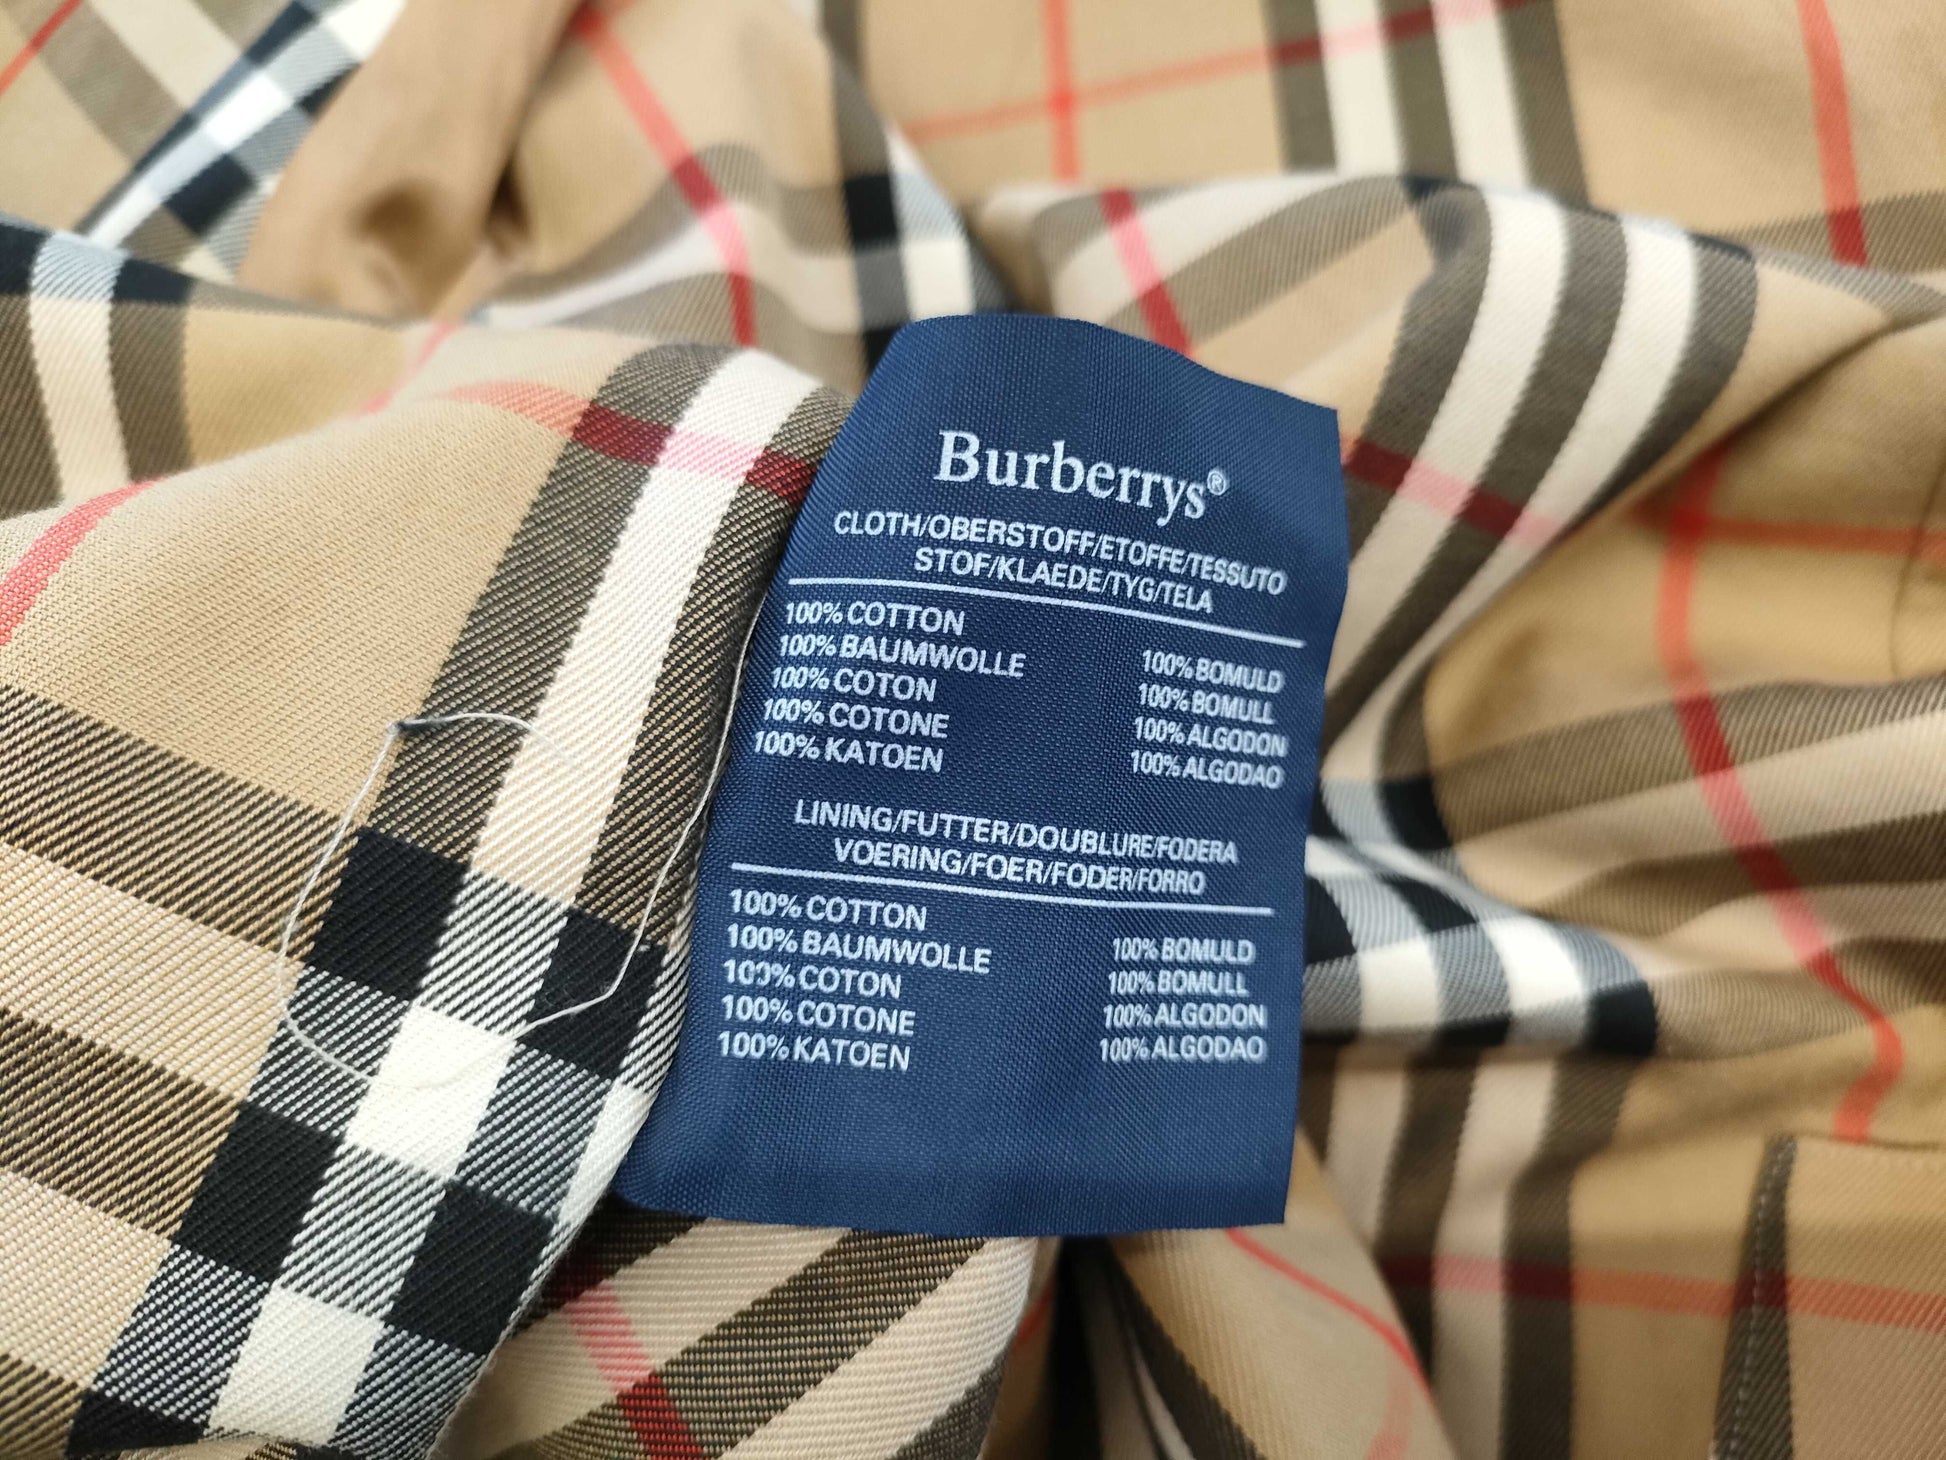 Burberrys®
CLOTH/OBERSTOFF/ETOFFE/TESSUTO
STOF/KLAEDE/TYG/TELA
100% COTTON
100% BAUMWOLLE 100% BOMULD
100% COTON 100% BOMULL
100% COTONE 100% ALGODON
100% KATOEN 100% ALGODAO
LINING/FUTTER/DOUBLURE/FODERA
VOERING/FOER/FODER/FORRO
100% COTTON
100% BAUMWOLLE 100% BOMULD
100% COTON 100% BOMULL
100% COTONE 100% ALGODON
100% KATOEN 100% ALGODAO